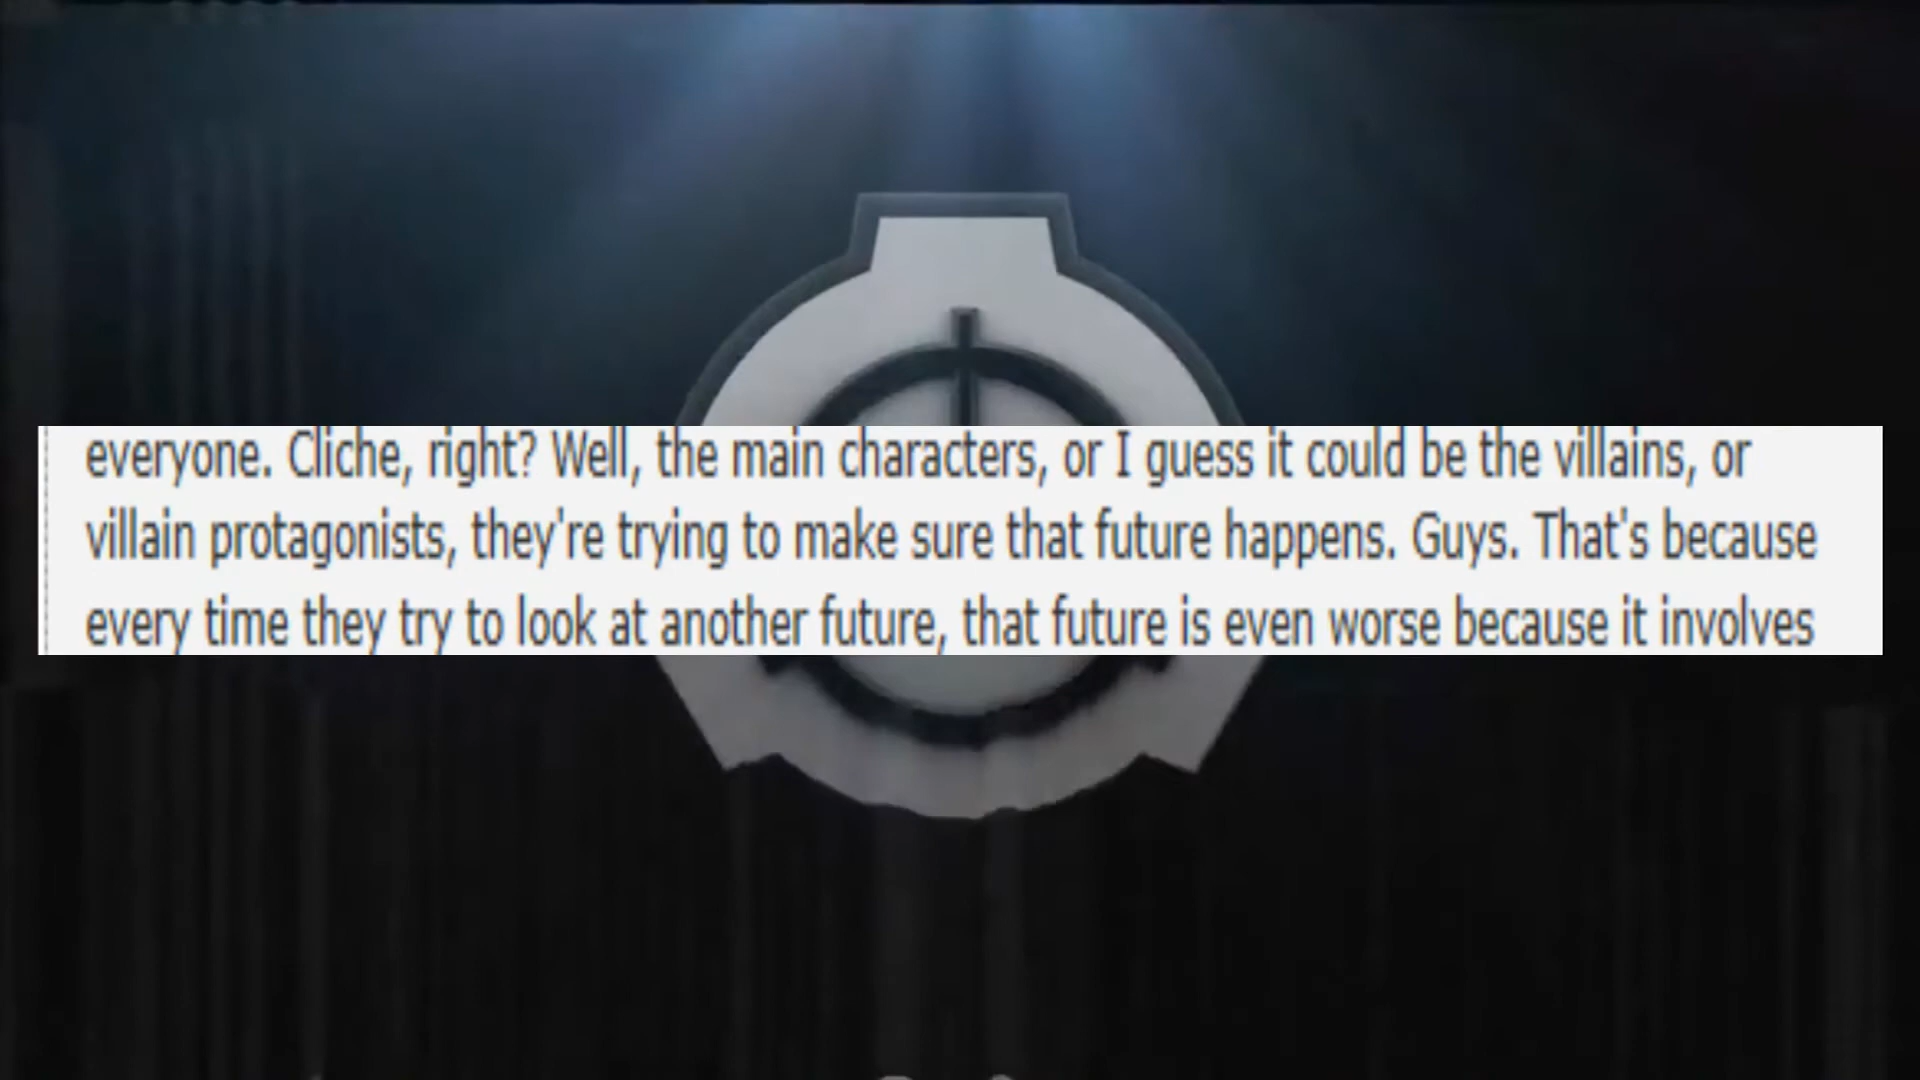 everyone. Cliche, right? Well, the main characters, or I guess it could be the villains, or
villain protagonists, they're trying to make sure that future happens. Guys. That's because
every time they try to look at another future, that future is even worse because it involves